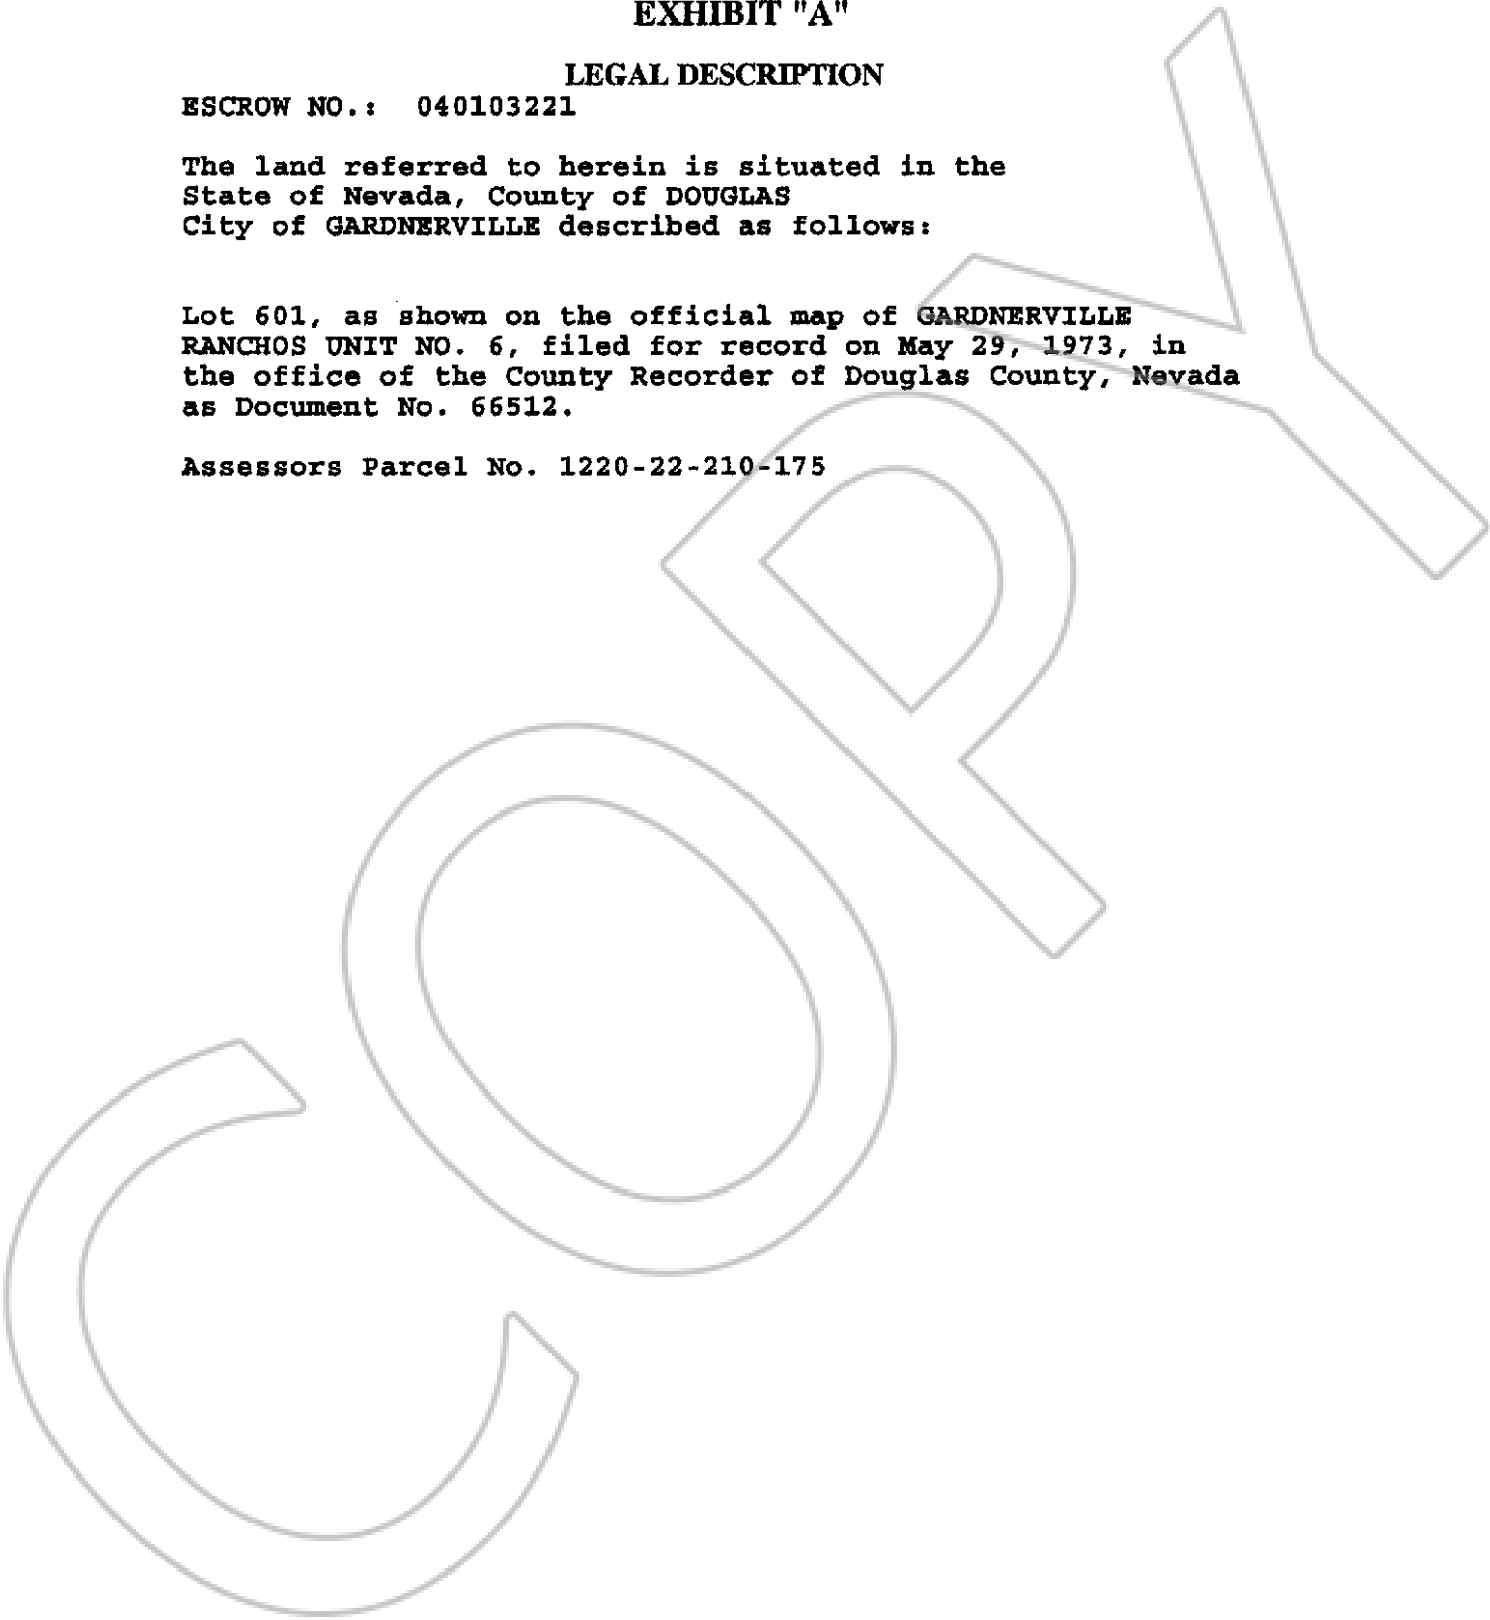 EXHIBIT "A"
LEGAL DESCRIPTION
ESCROW NO.: 040103221
The land referred to herein is situated in the
State of Nevada, County of DOUGLAS
City of GARDNERVILLE described as follows:
Lot 601, as shown on the official map of GARDNERVILLE
RANCHOS UNIT NO. 6, filed for record on May 29, 1973, in
the office of the County Recorder of Douglas County, Nevada
as Document No. 66512.
Assessors Parcel No. 1220-22-210-175
COPY